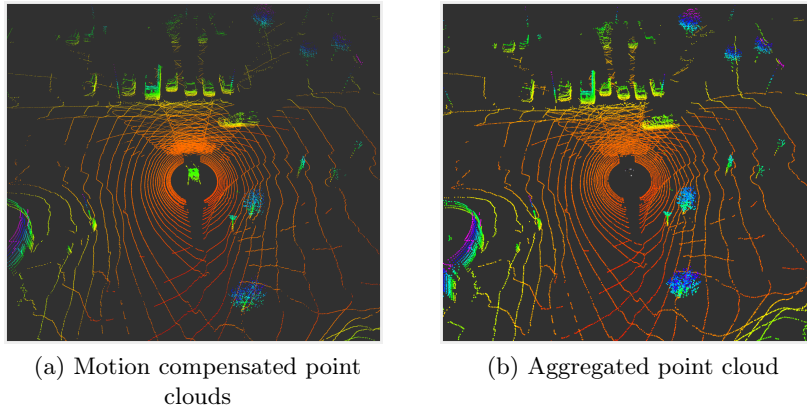 (a) Motion compensated point
clouds
(b) Aggregated point cloud